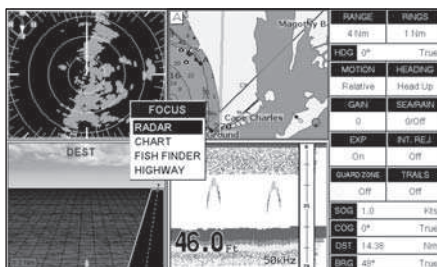 A
Magothy B
Cape Charles
Ground
FOCUS
RADAR
CHART
FISH FINDER
HIGHWAY
DEST
46.0 Ft
50kHz
RANGE RINGS
4 Nm 1 Nm
HDG 0° True
MOTION HEADING
Relative Head Up
GAIN SEA/RAIN
0 0/Off
EXP INT. REJ.
On Off
GUARD ZONE TRAILS
Off Off
SOG 1.0 Kts
COG 0° True
DST 14.38 Nm
BRG 48° True